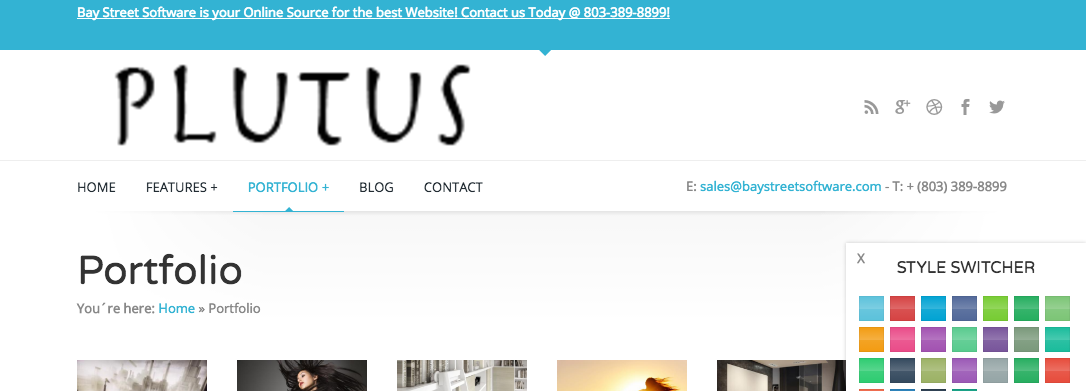 Bay Street Software is your Online Source for the best Website! Contact us Today @ 803-389-8899!
PLUTUS
HOME FEATURES + PORTFOLIO + BLOG CONTACT E: sales@baystreetsoftware.com - T: + (803) 389-8899
Portfolio
You´re here: Home » Portfolio
X STYLE SWITCHER